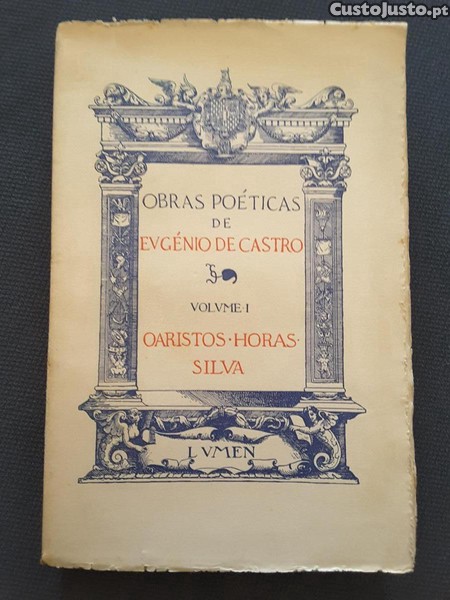 CustoJusto.pt
OBRAS POÉTICAS
DE
EVGÉNIO DE CASTRO
VOLVME·I
OARISTOS·HORAS·
SILVA
LVMEN